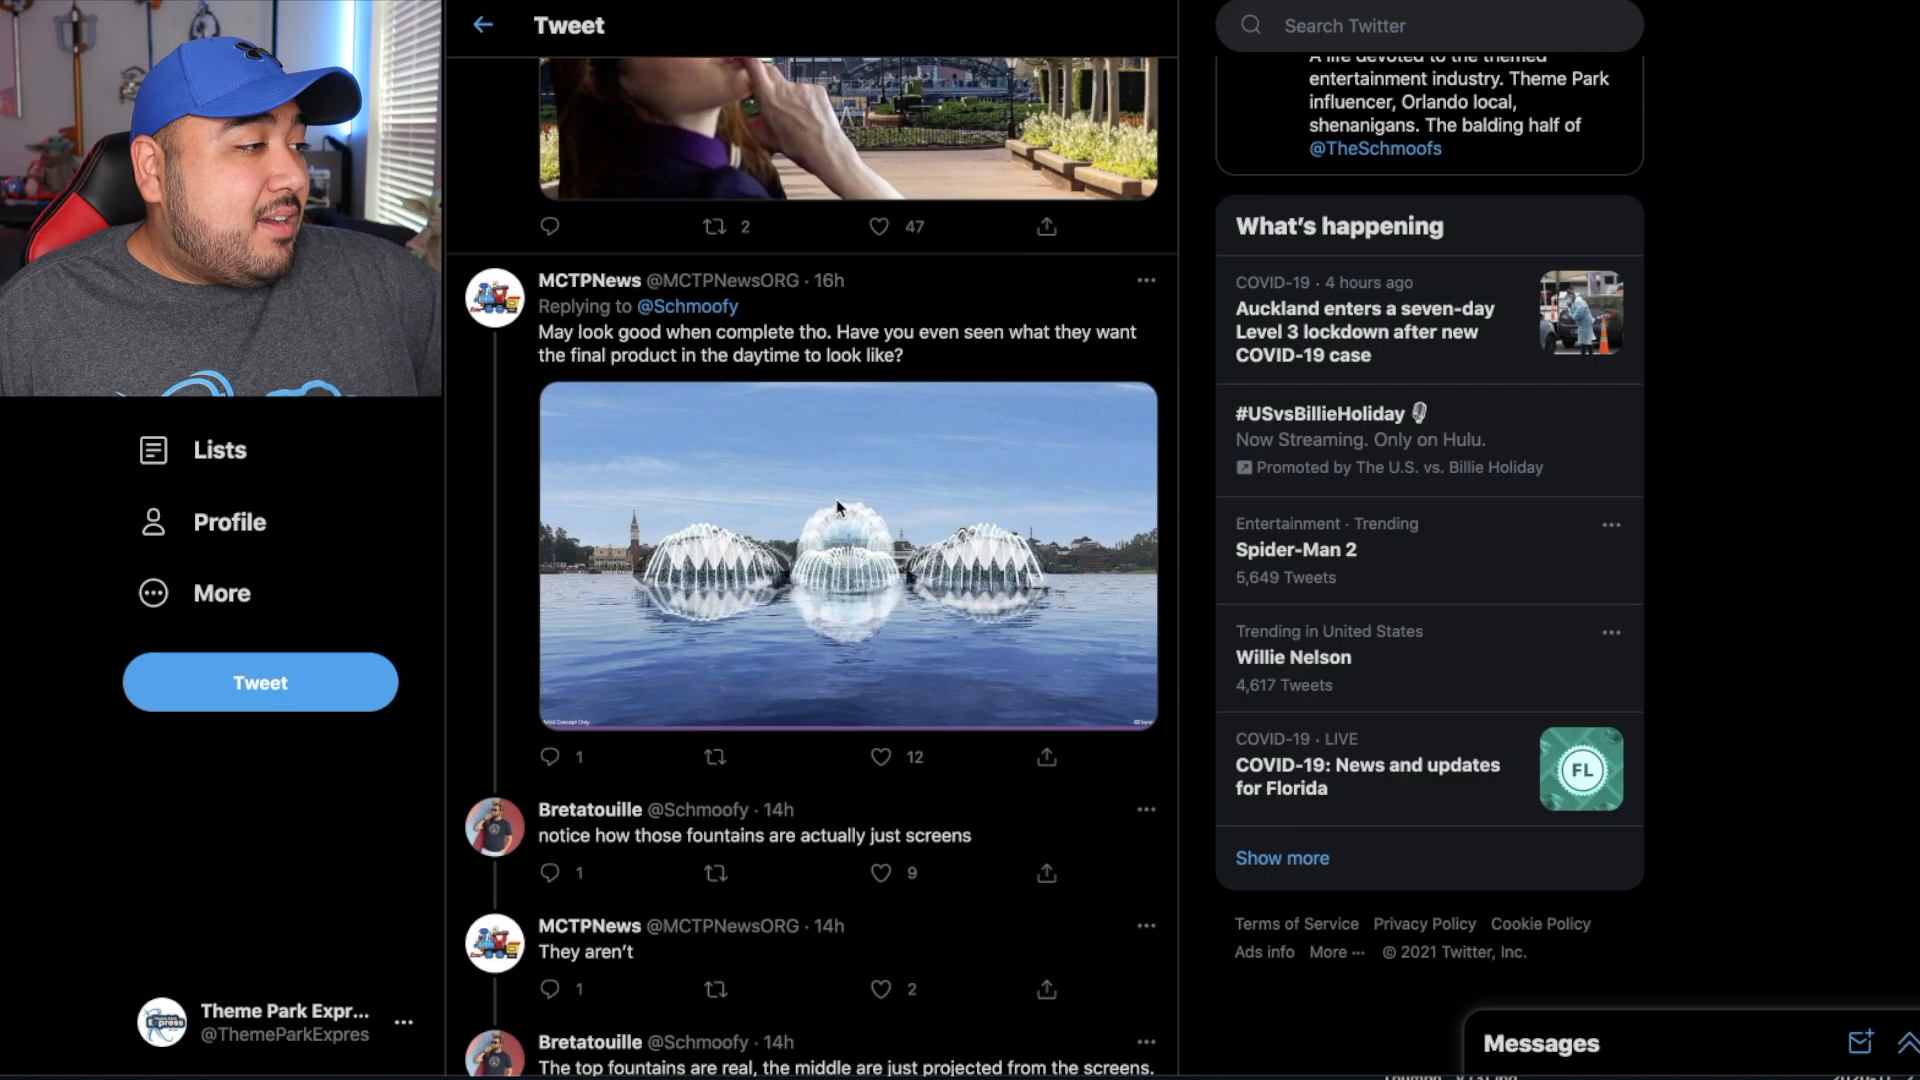 Tweet
Search Twitter
A life devoted to the themed
entertainment industry. Theme Park
influencer, Orlando local,
shenanigans. The balding half of
@TheSchmoofs
2
47
MCTPNews @MCTPNewsORG · 16h
Replying to @Schmoofy
May look good when complete tho. Have you even seen what they want
the final product in the daytime to look like?
1
12
Bretatouille @Schmoofy · 14h
notice how those fountains are actually just screens
1
9
MCTPNews @MCTPNewsORG · 14h
They aren't
1
2
Bretatouille @Schmoofy · 14h
The top fountains are real, the middle are just projected from the screens.
Lists
Profile
More
Tweet
Theme Park Expr...
@ThemeParkExpres
What's happening
COVID-19 · 4 hours ago
Auckland enters a seven-day
Level 3 lockdown after new
COVID-19 case
#USvsBillieHoliday
Now Streaming. Only on Hulu.
Promoted by The U.S. vs. Billie Holiday
Entertainment · Trending
Spider-Man 2
5,649 Tweets
Trending in United States
Willie Nelson
4,617 Tweets
COVID-19 · LIVE
COVID-19: News and updates
for Florida
FL
Show more
Terms of Service Privacy Policy Cookie Policy
Ads info More ··· © 2021 Twitter, Inc.
Messages